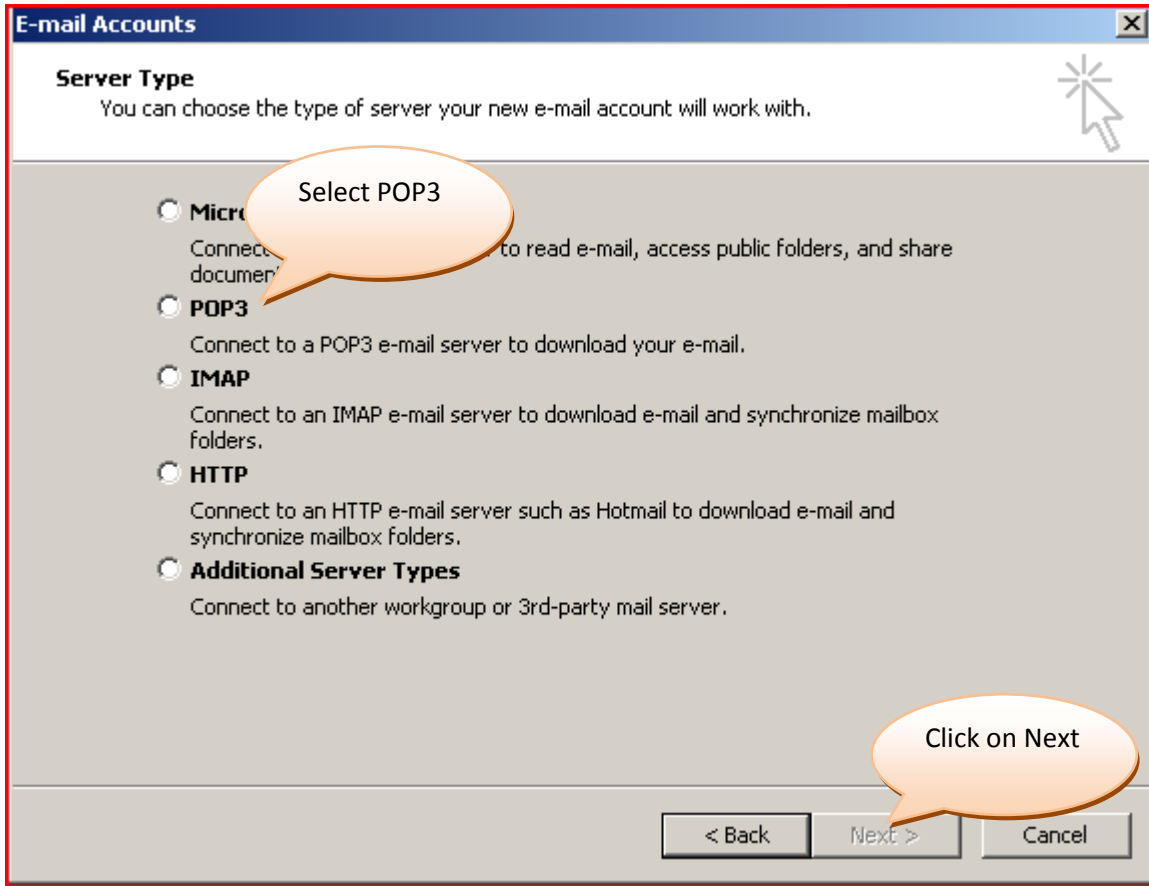 E-mail Accounts
Server Type
You can choose the type of server your new e-mail account will work with.
Select POP3
Micro
Connect to read e-mail, access public folders, and share
document
POP3
Connect to a POP3 e-mail server to download your e-mail.
IMAP
Connect to an IMAP e-mail server to download e-mail and synchronize mailbox
folders.
HTTP
Connect to an HTTP e-mail server such as Hotmail to download e-mail and
synchronize mailbox folders.
Additional Server Types
Connect to another workgroup or 3rd-party mail server.
Click on Next
< Back Next > Cancel